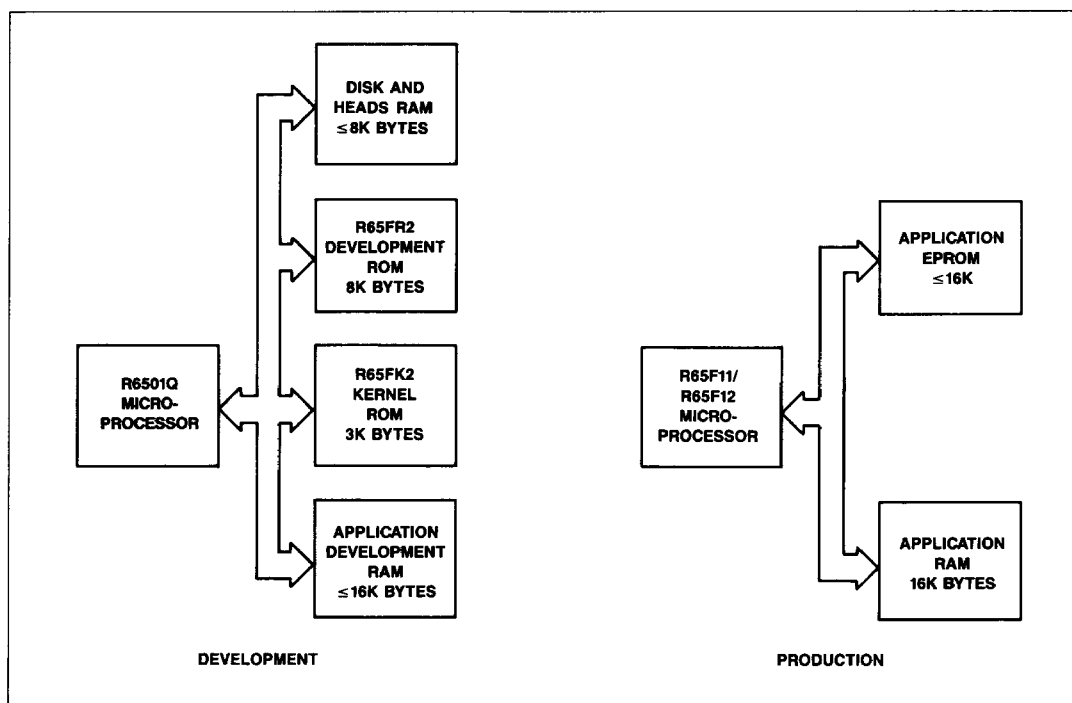 DISK AND
HEADS RAM
≤8K BYTES
R65FR2
DEVELOPMENT
ROM
8K BYTES
R6501Q
MICRO-
PROCESSOR
R65FK2
KERNEL
ROM
3K BYTES
APPLICATION
DEVELOPMENT
RAM
≤16K BYTES
DEVELOPMENT
APPLICATION
EPROM
≤16K
R65F11/
R65F12
MICRO-
PROCESSOR
APPLICATION
RAM
16K BYTES
PRODUCTION